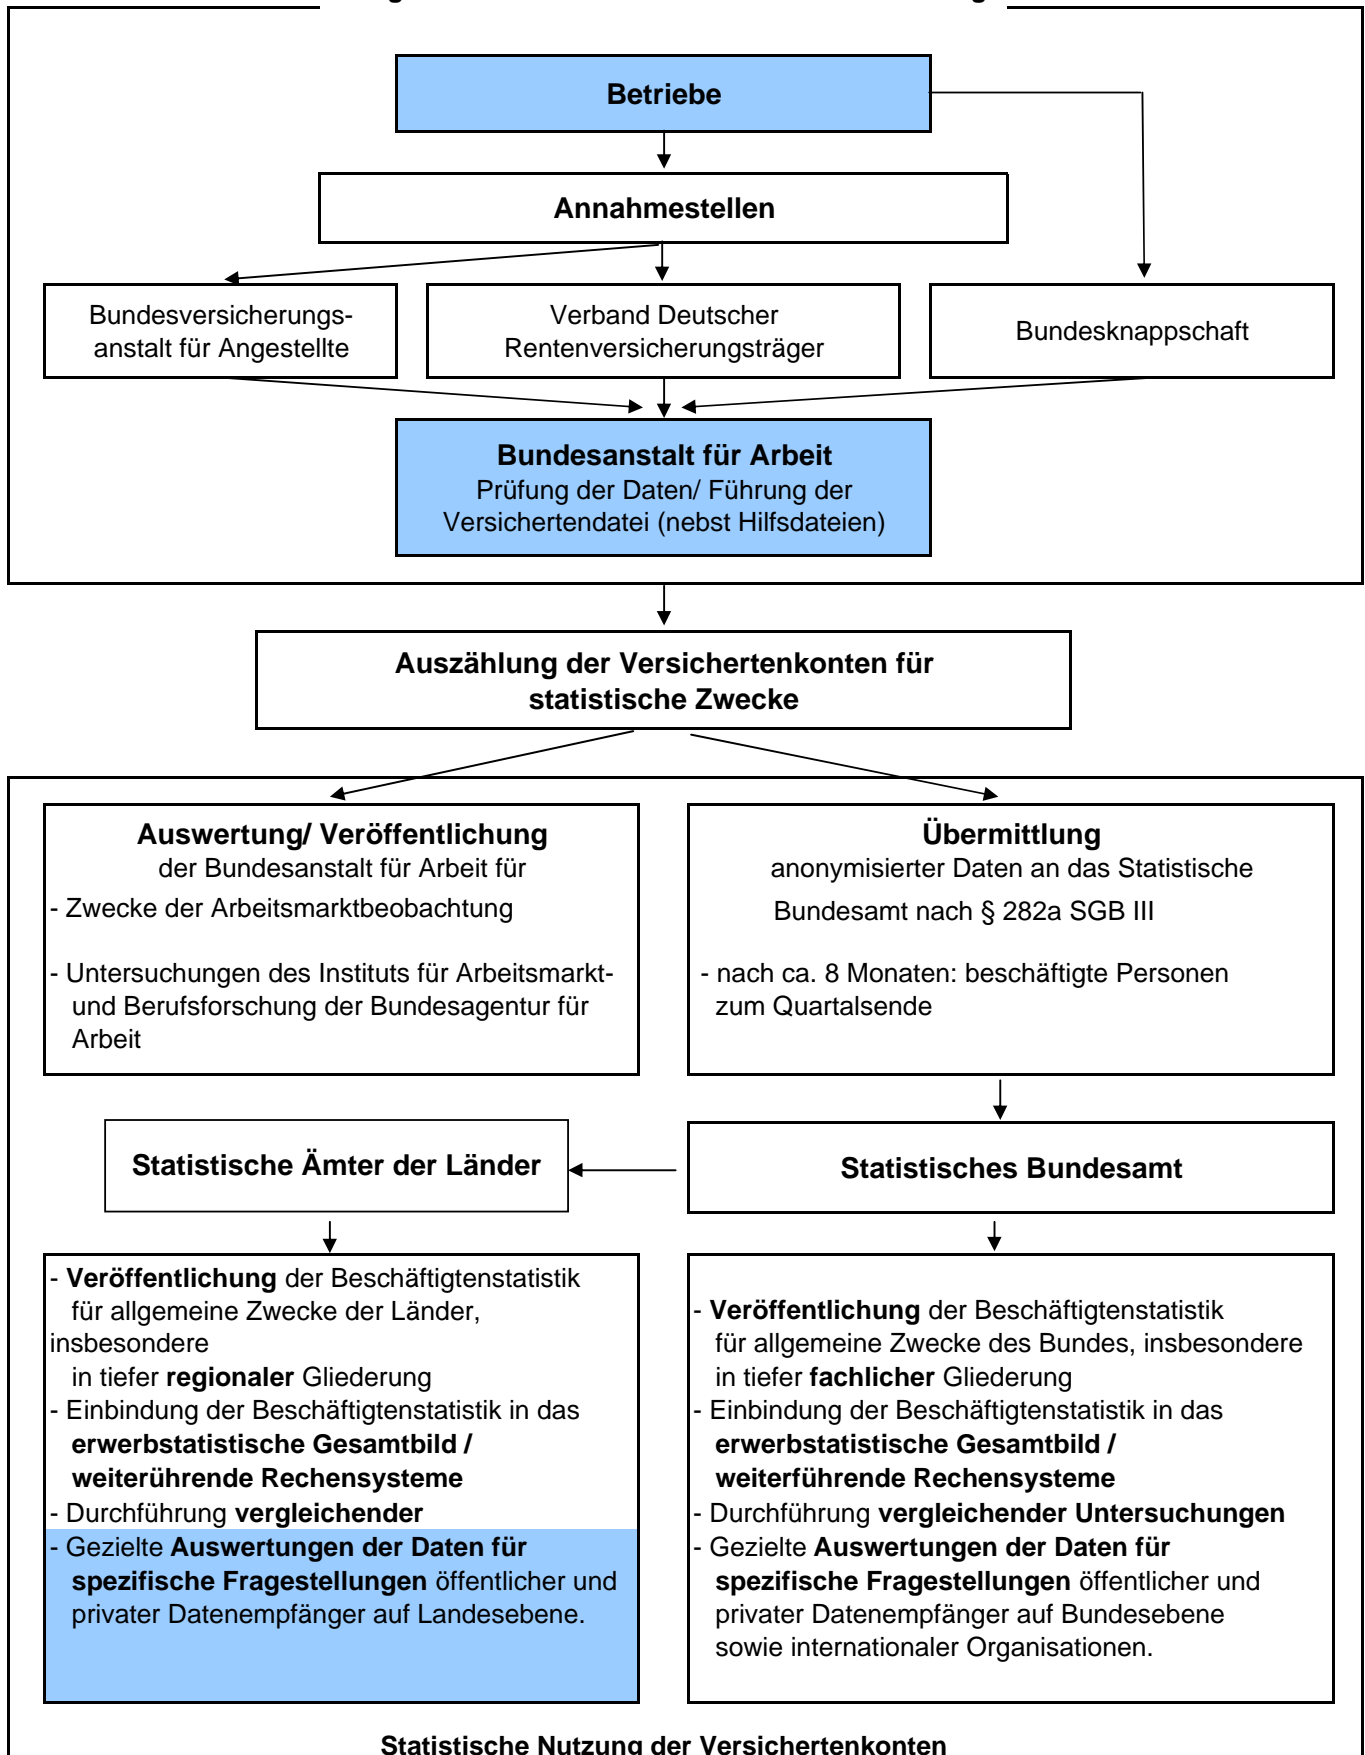 Betriebe
Annahmestellen
Bundesversicherungs-
anstalt für Angestellte
Verband Deutscher
Rentenversicherungsträger
Bundesknappschaft
Bundesanstalt für Arbeit
Prüfung der Daten/ Führung der
Versichertendatei (nebst Hilfsdateien)
Auszählung der Versichertenkonten für
statistische Zwecke
Auswertung/ Veröffentlichung
der Bundesanstalt für Arbeit für
- Zwecke der Arbeitsmarktbeobachtung
- Untersuchungen des Instituts für Arbeitsmarkt-
und Berufsforschung der Bundesagentur für
Arbeit
Übermittlung
anonymisierter Daten an das Statistische
Bundesamt nach § 282a SGB III
- nach ca. 8 Monaten: beschäftigte Personen
zum Quartalsende
Statistische Ämter der Länder
Statistisches Bundesamt
- Veröffentlichung der Beschäftigtenstatistik
für allgemeine Zwecke der Länder,
insbesondere
in tiefer regionaler Gliederung
- Einbindung der Beschäftigtenstatistik in das
erwerbstatistische Gesamtbild /
weiterührende Rechensysteme
- Durchführung vergleichender
- Gezielte Auswertungen der Daten für
spezifische Fragestellungen öffentlicher und
privater Datenempfänger auf Landesebene.
- Veröffentlichung der Beschäftigtenstatistik
für allgemeine Zwecke des Bundes, insbesondere
in tiefer fachlicher Gliederung
- Einbindung der Beschäftigtenstatistik in das
erwerbstatistische Gesamtbild /
weiterführende Rechensysteme
- Durchführung vergleichender Untersuchungen
- Gezielte Auswertungen der Daten für
spezifische Fragestellungen öffentlicher und
privater Datenempfänger auf Bundesebene
sowie internationaler Organisationen.
Statistische Nutzung der Versichertenkonten